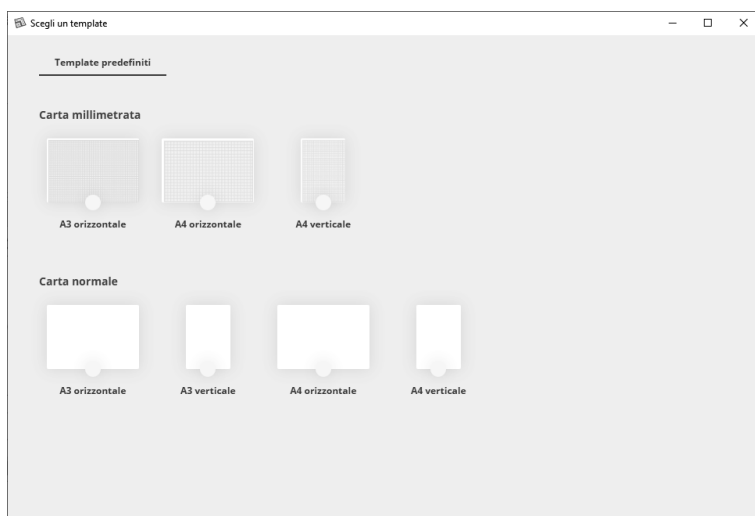 Scegli un template
Template predefiniti
Carta millimetrata
A3 orizzontale A4 orizzontale A4 verticale
Carta normale
A3 orizzontale A3 verticale A4 orizzontale A4 verticale